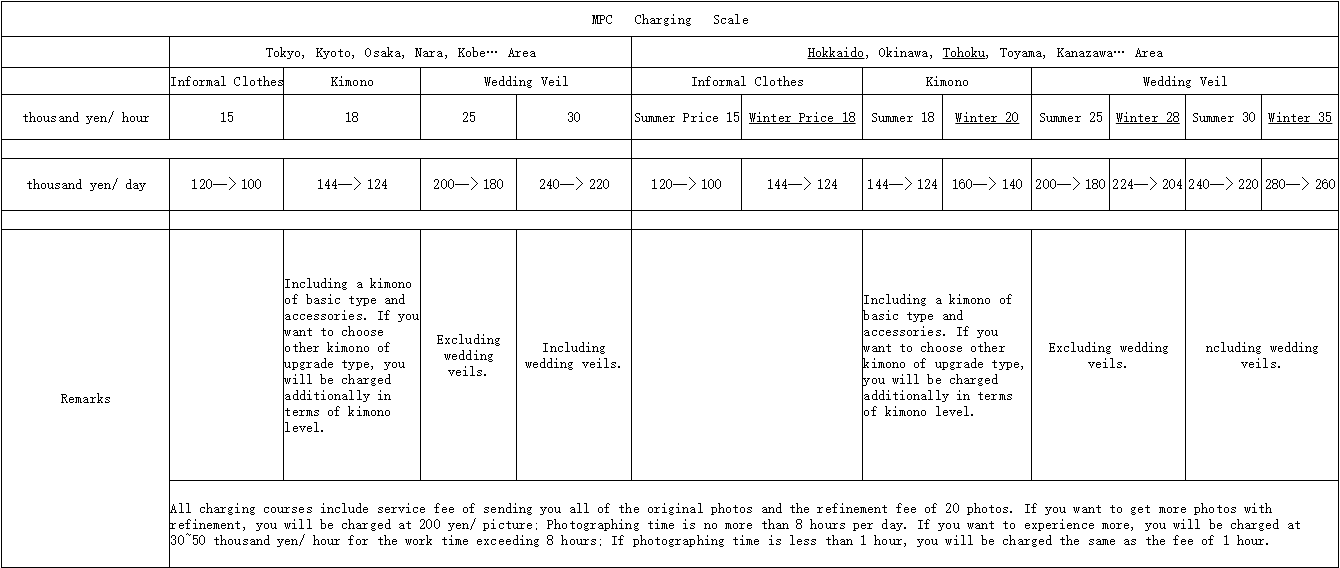 MPC Charging Scale
Tokyo, Kyoto, Osaka, Nara, Kobe… Area
Hokkaido, Okinawa, Tohoku, Toyama, Kanazawa… Area
Informal Clothes
Kimono
Wedding Veil
Informal Clothes
Kimono
Wedding Veil
thousand yen/ hour
15
18
25
30
Summer Price 15
Winter Price 18
Summer 18
Winter 20
Summer 25
Winter 28
Summer 30
Winter 35
thousand yen/ day
120—>100
144—>124
200—>180
240—>220
120—>100
144—>124
144—>124
160—>140
200—>180
224—>204
240—>220
280—>260
Remarks
Including a kimono
of basic type and
accessories. If you
want to choose
other kimono of
upgrade type, you
will be charged
additionally in
terms of kimono
level.
Excluding
wedding
veils.
Including
wedding veils.
Including a kimono of
basic type and
accessories. If you
want to choose other
kimono of upgrade type,
you will be charged
additionally in terms
of kimono level.
Excluding wedding
veils.
ncluding wedding
veils.
All charging courses include service fee of sending you all of the original photos and the refinement fee of 20 photos. If you want to get more photos with
refinement, you will be charged at 200 yen/ picture; Photographing time is no more than 8 hours per day. If you want to experience more, you will be charged at
30~50 thousand yen/ hour for the work time exceeding 8 hours; If photographing time is less than 1 hour, you will be charged the same as the fee of 1 hour.